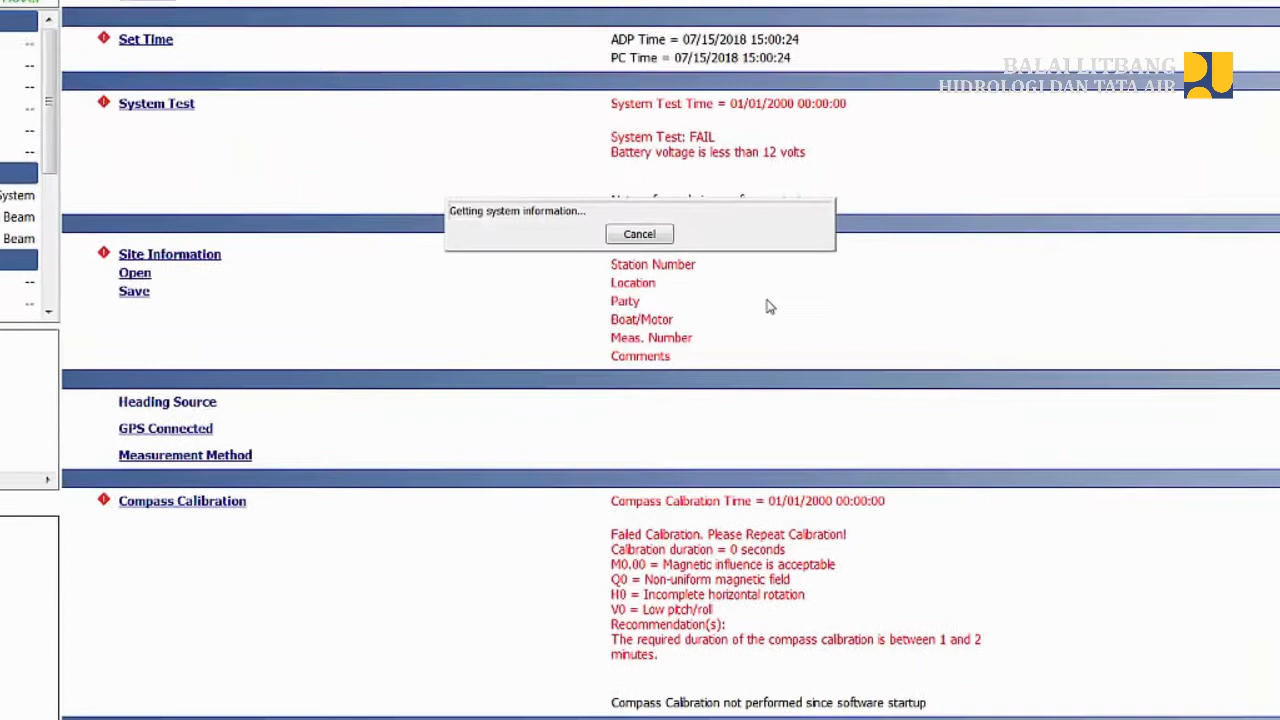 Set Time
ADP Time = 07/15/2018 15:00:24
PC Time = 07/15/2018 15:00:24
BALAI LITBANG
HIDROLOGI DAN TATA AIR
System Test
System Test Time = 01/01/2000 00:00:00
System Test: FAIL
Battery voltage is less than 12 volts
System
Beam
Beam
Getting system information...
Cancel
Site Information
Open
Save
Station Number
Location
Party
Boat/Motor
Meas. Number
Comments
Heading Source
GPS Connected
Measurement Method
Compass Calibration
Compass Calibration Time = 01/01/2000 00:00:00
Failed Calibration. Please Repeat Calibration!
Calibration duration = 0 seconds
M0.00 = Magnetic influence is acceptable
Q0 = Non-uniform magnetic field
H0 = Incomplete horizontal rotation
V0 = Low pitch/roll
Recommendation(s):
The required duration of the compass calibration is between 1 and 2
minutes.
Compass Calibration not performed since software startup